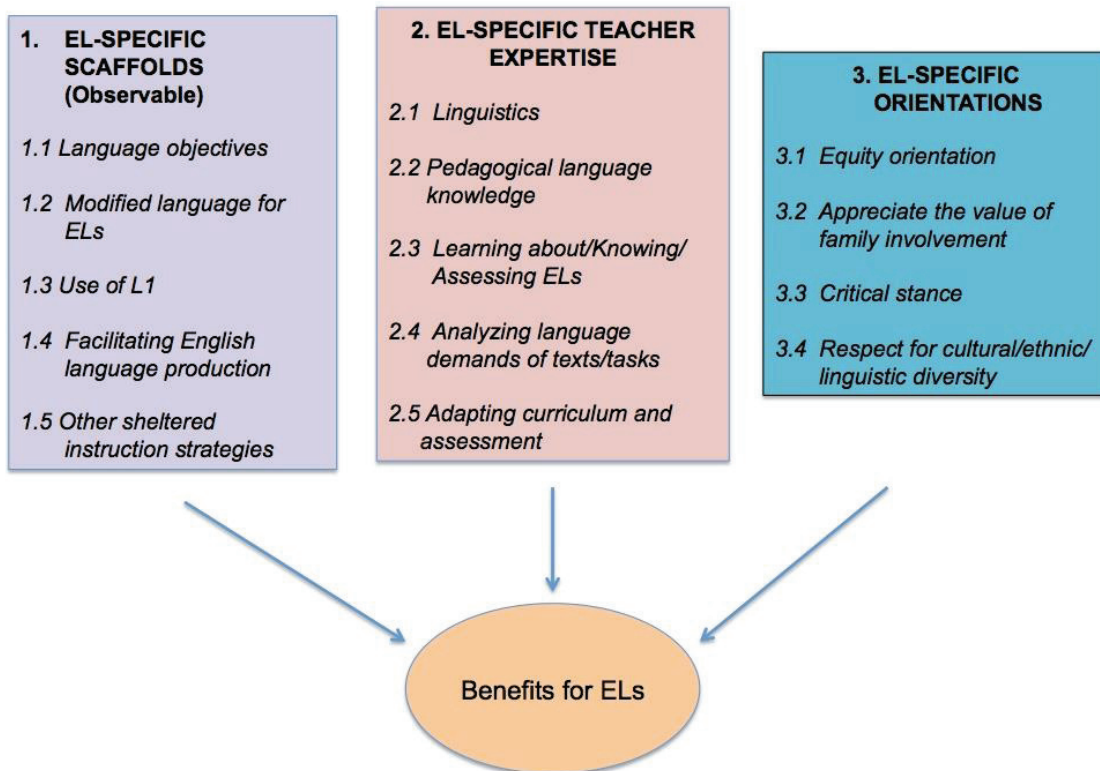 1. EL-SPECIFIC
SCAFFOLDS
(Observable)
1.1 Language objectives
1.2 Modified language for
ELs
1.3 Use of L1
1.4 Facilitating English
language production
1.5 Other sheltered
instruction strategies
2. EL-SPECIFIC TEACHER
EXPERTISE
2.1 Linguistics
2.2 Pedagogical language
knowledge
2.3 Learning about/Knowing/
Assessing ELs
2.4 Analyzing language
demands of texts/tasks
2.5 Adapting curriculum and
assessment
3. EL-SPECIFIC
ORIENTATIONS
3.1 Equity orientation
3.2 Appreciate the value of
family involvement
3.3 Critical stance
3.4 Respect for cultural/ethnic/
linguistic diversity
Benefits for ELs